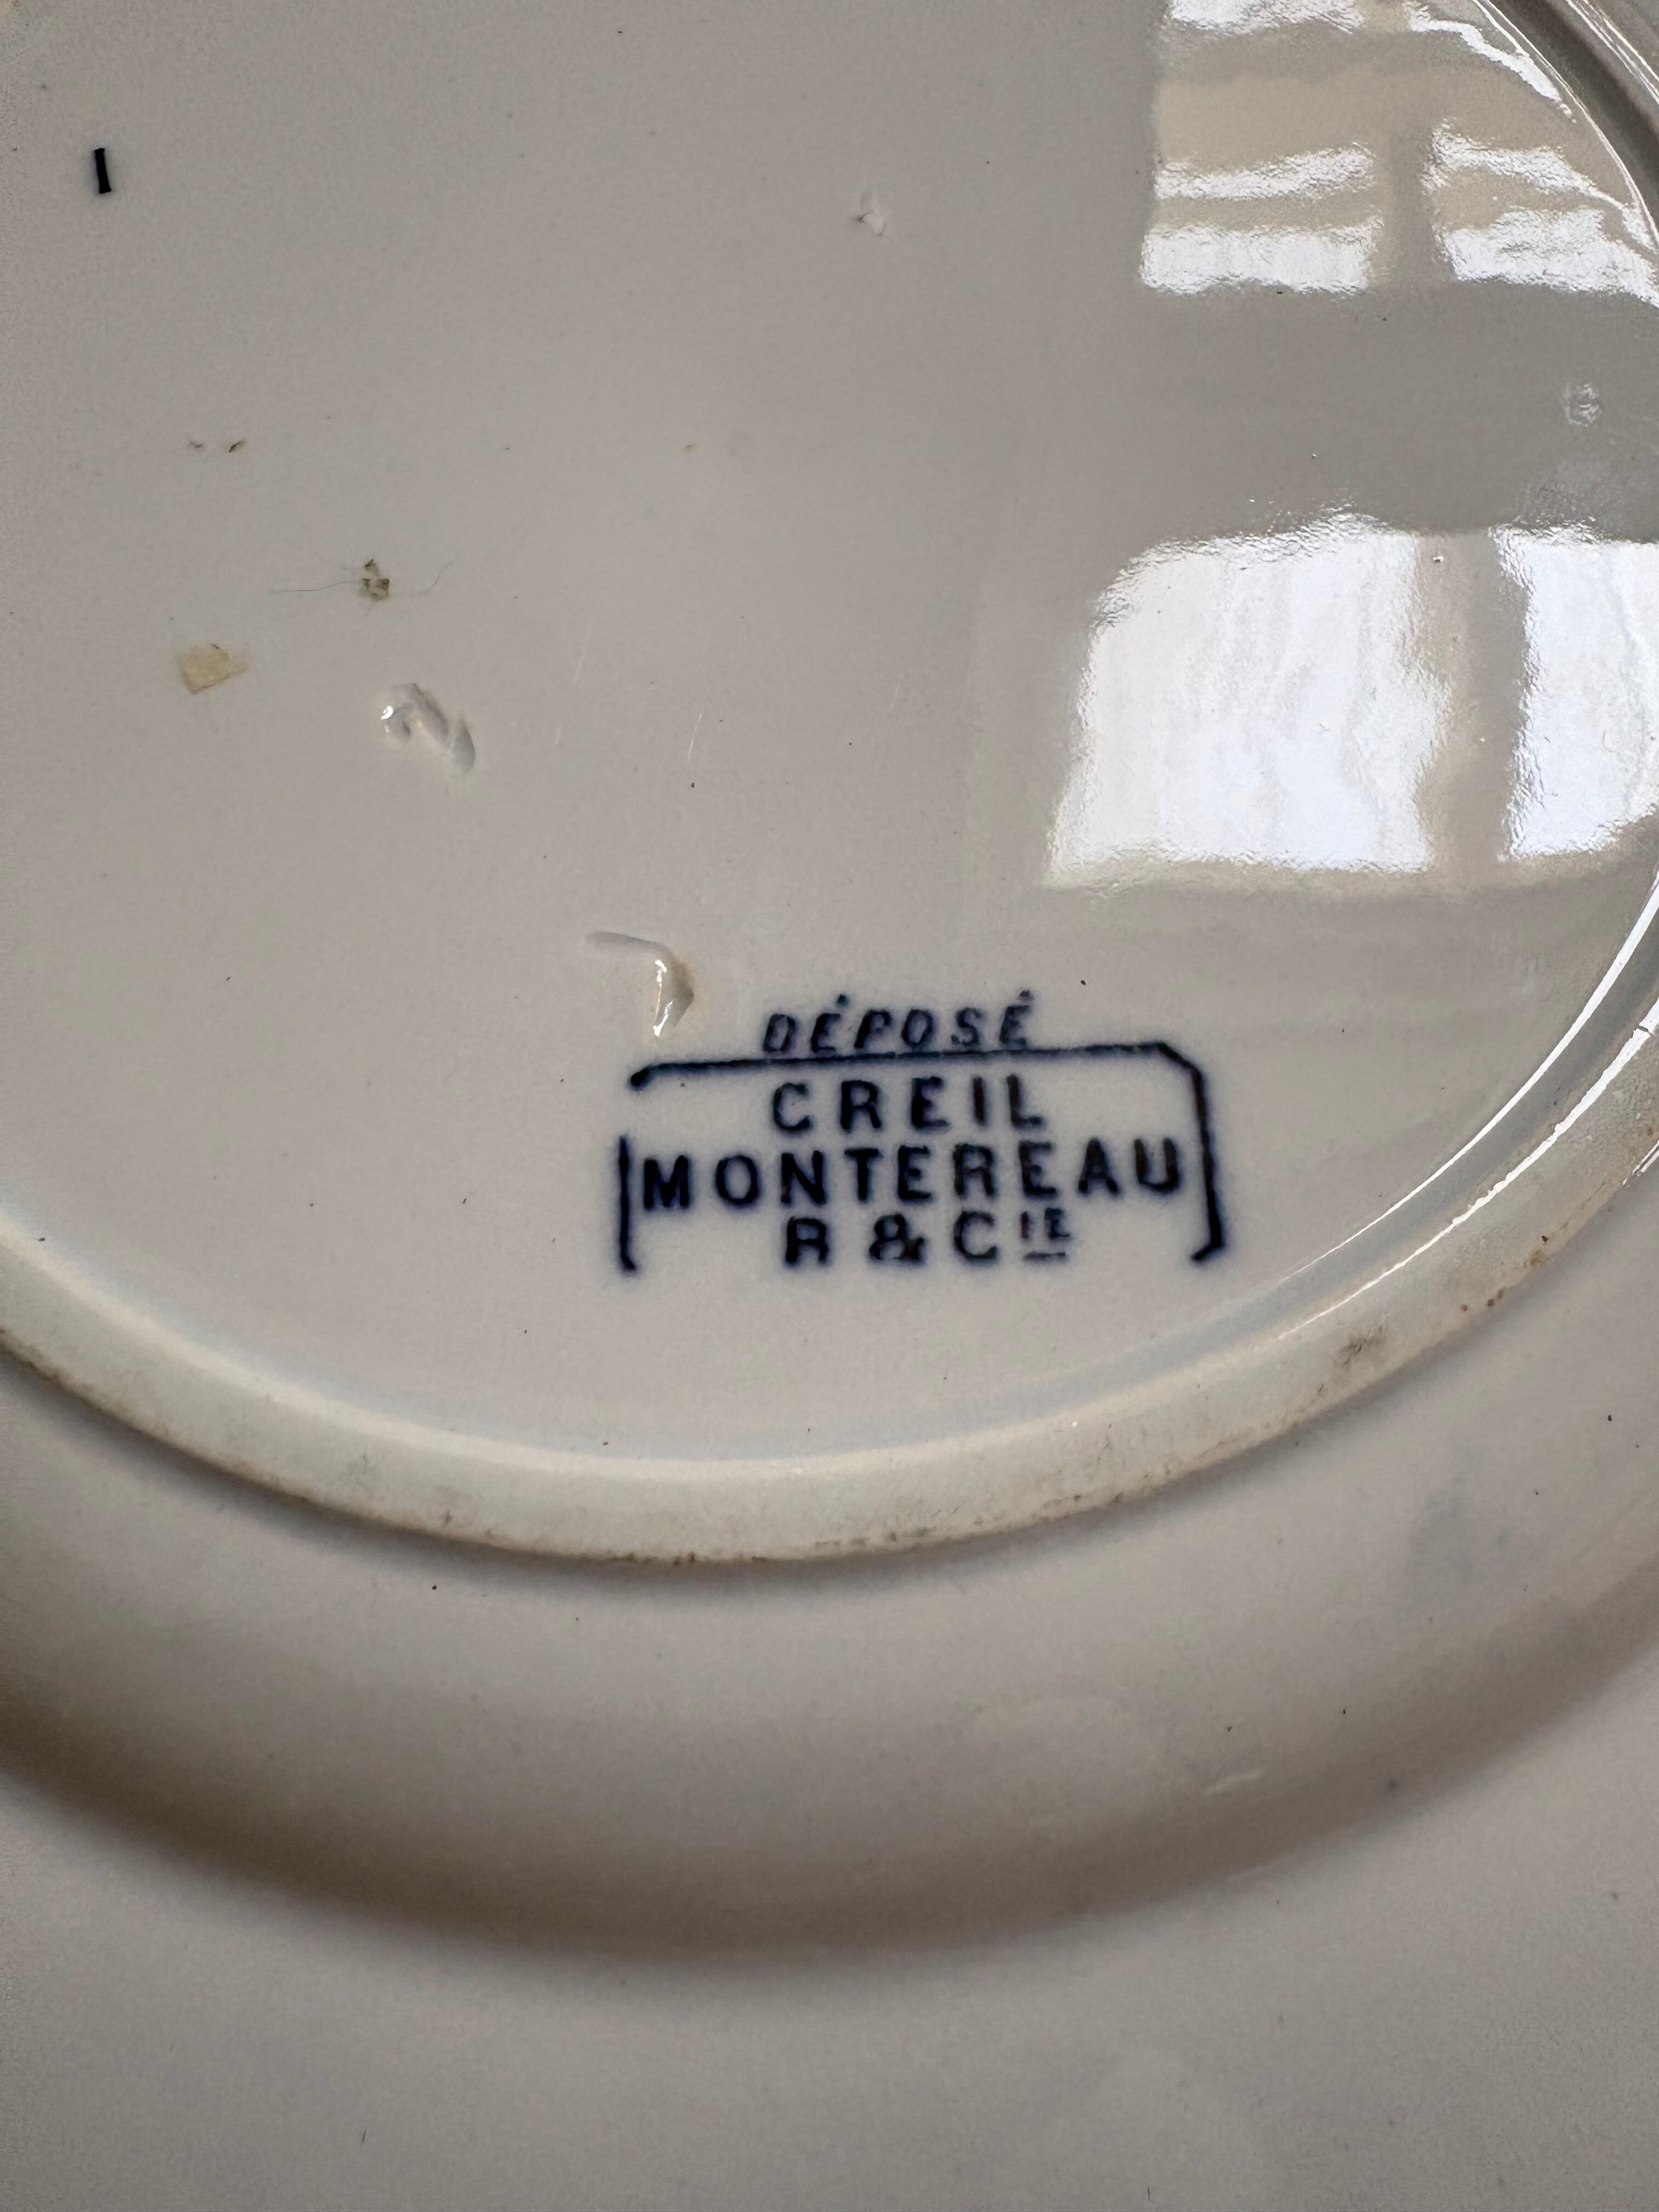 DÉPOSÉ
CREIL
MONTEREAU
R & CIE